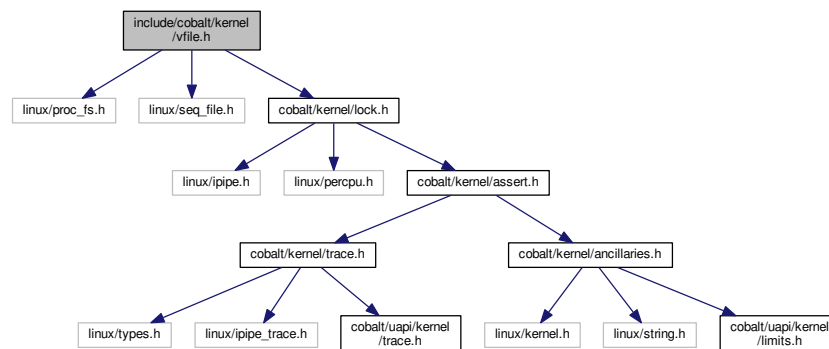 include/cobalt/kernel
/vfile.h
linux/proc_fs.h
linux/seq_file.h
cobalt/kernel/lock.h
linux/ipipe.h
linux/percpu.h
cobalt/kernel/assert.h
cobalt/kernel/trace.h
cobalt/kernel/ancillaries.h
linux/types.h
linux/ipipe_trace.h
cobalt/uapi/kernel
/trace.h
linux/kernel.h
linux/string.h
cobalt/uapi/kernel
/limits.h